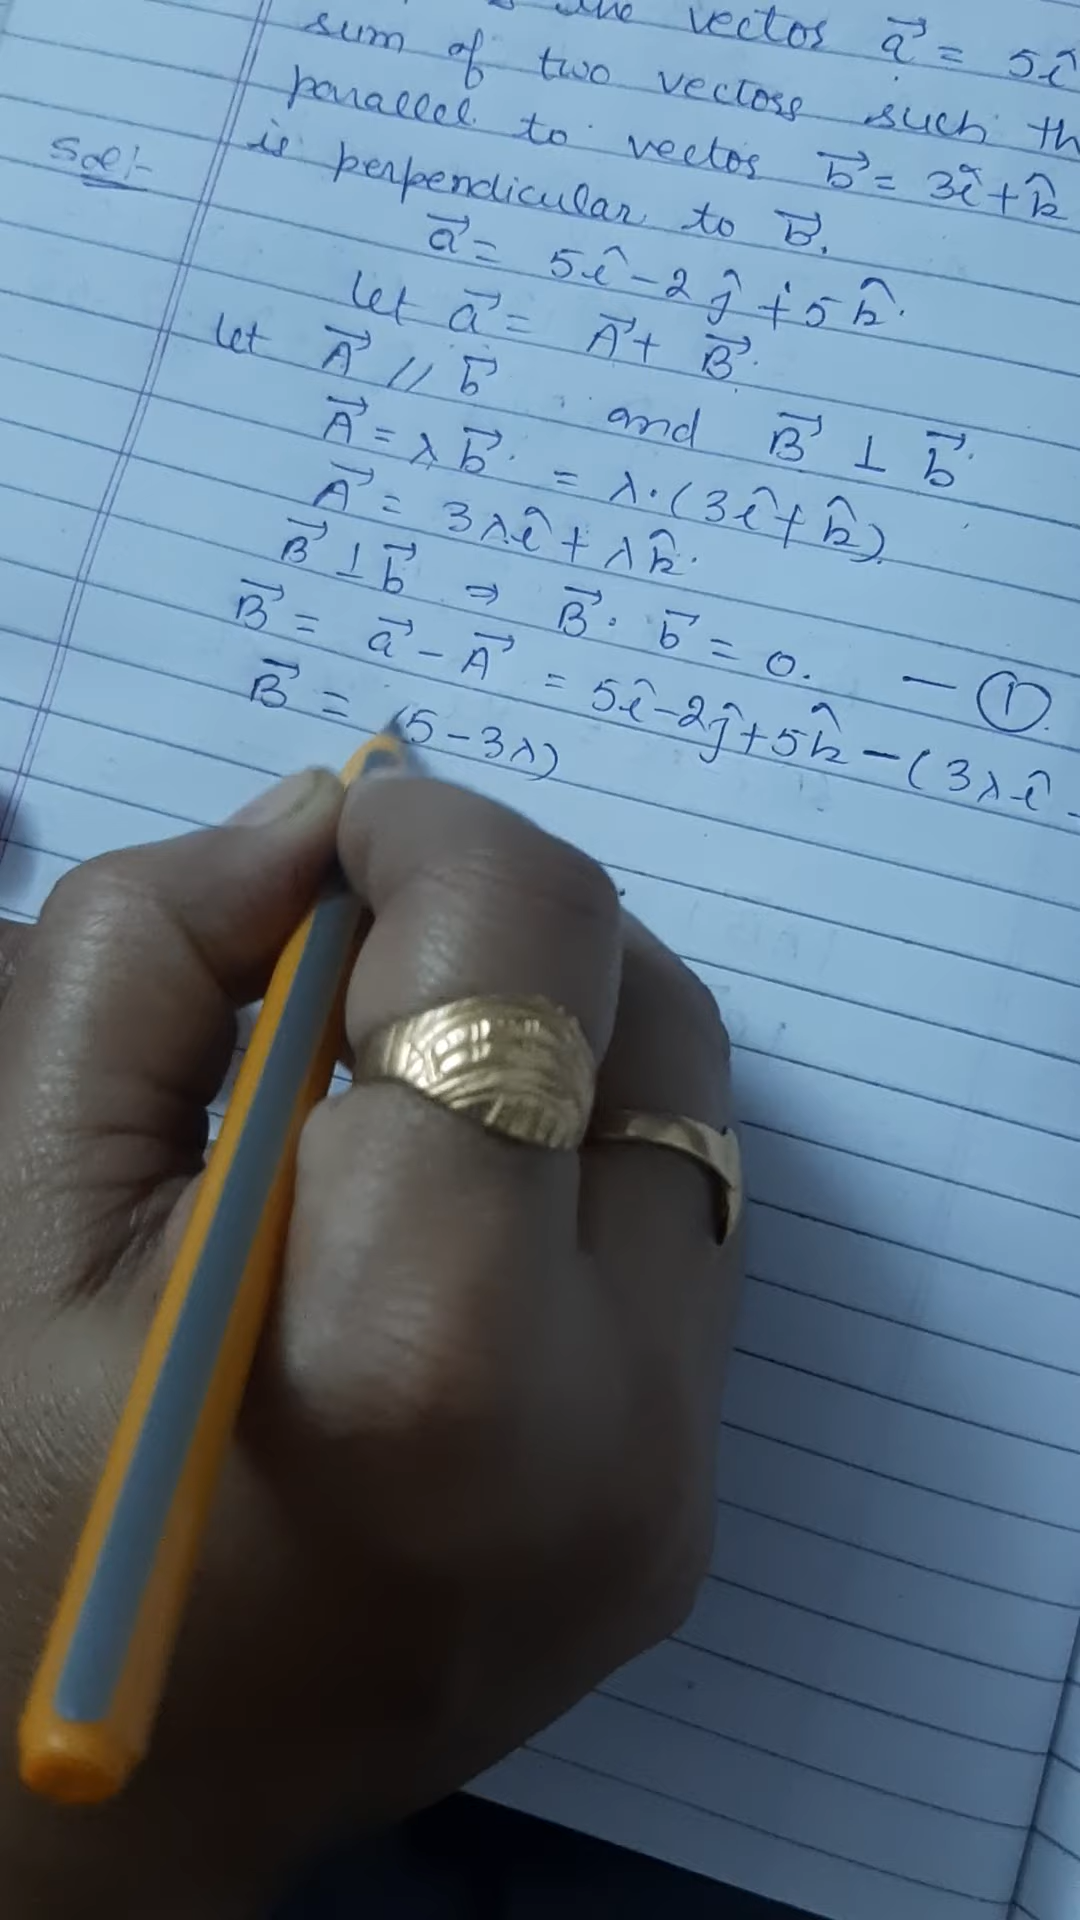 the vector a⃗ = 5î
sum of two vectors such th
parallel to vector b⃗ = 3î + k̂
is perpendicular to b⃗.
Sol:-
a⃗ = 5î - 2ĵ + 5k̂.
let a⃗ = A⃗ + B⃗.
let A⃗ // b⃗ and B⃗ ⊥ b⃗.
A⃗ = λ b⃗. = λ.(3î + k̂)
A⃗ = 3λî + λk̂.
B⃗ ⊥ b⃗ ⇒ B⃗ . b⃗ = 0. — ①
B⃗ = a⃗ - A⃗ = 5î - 2ĵ + 5k̂ - (3λî
B⃗ = (5 - 3λ)